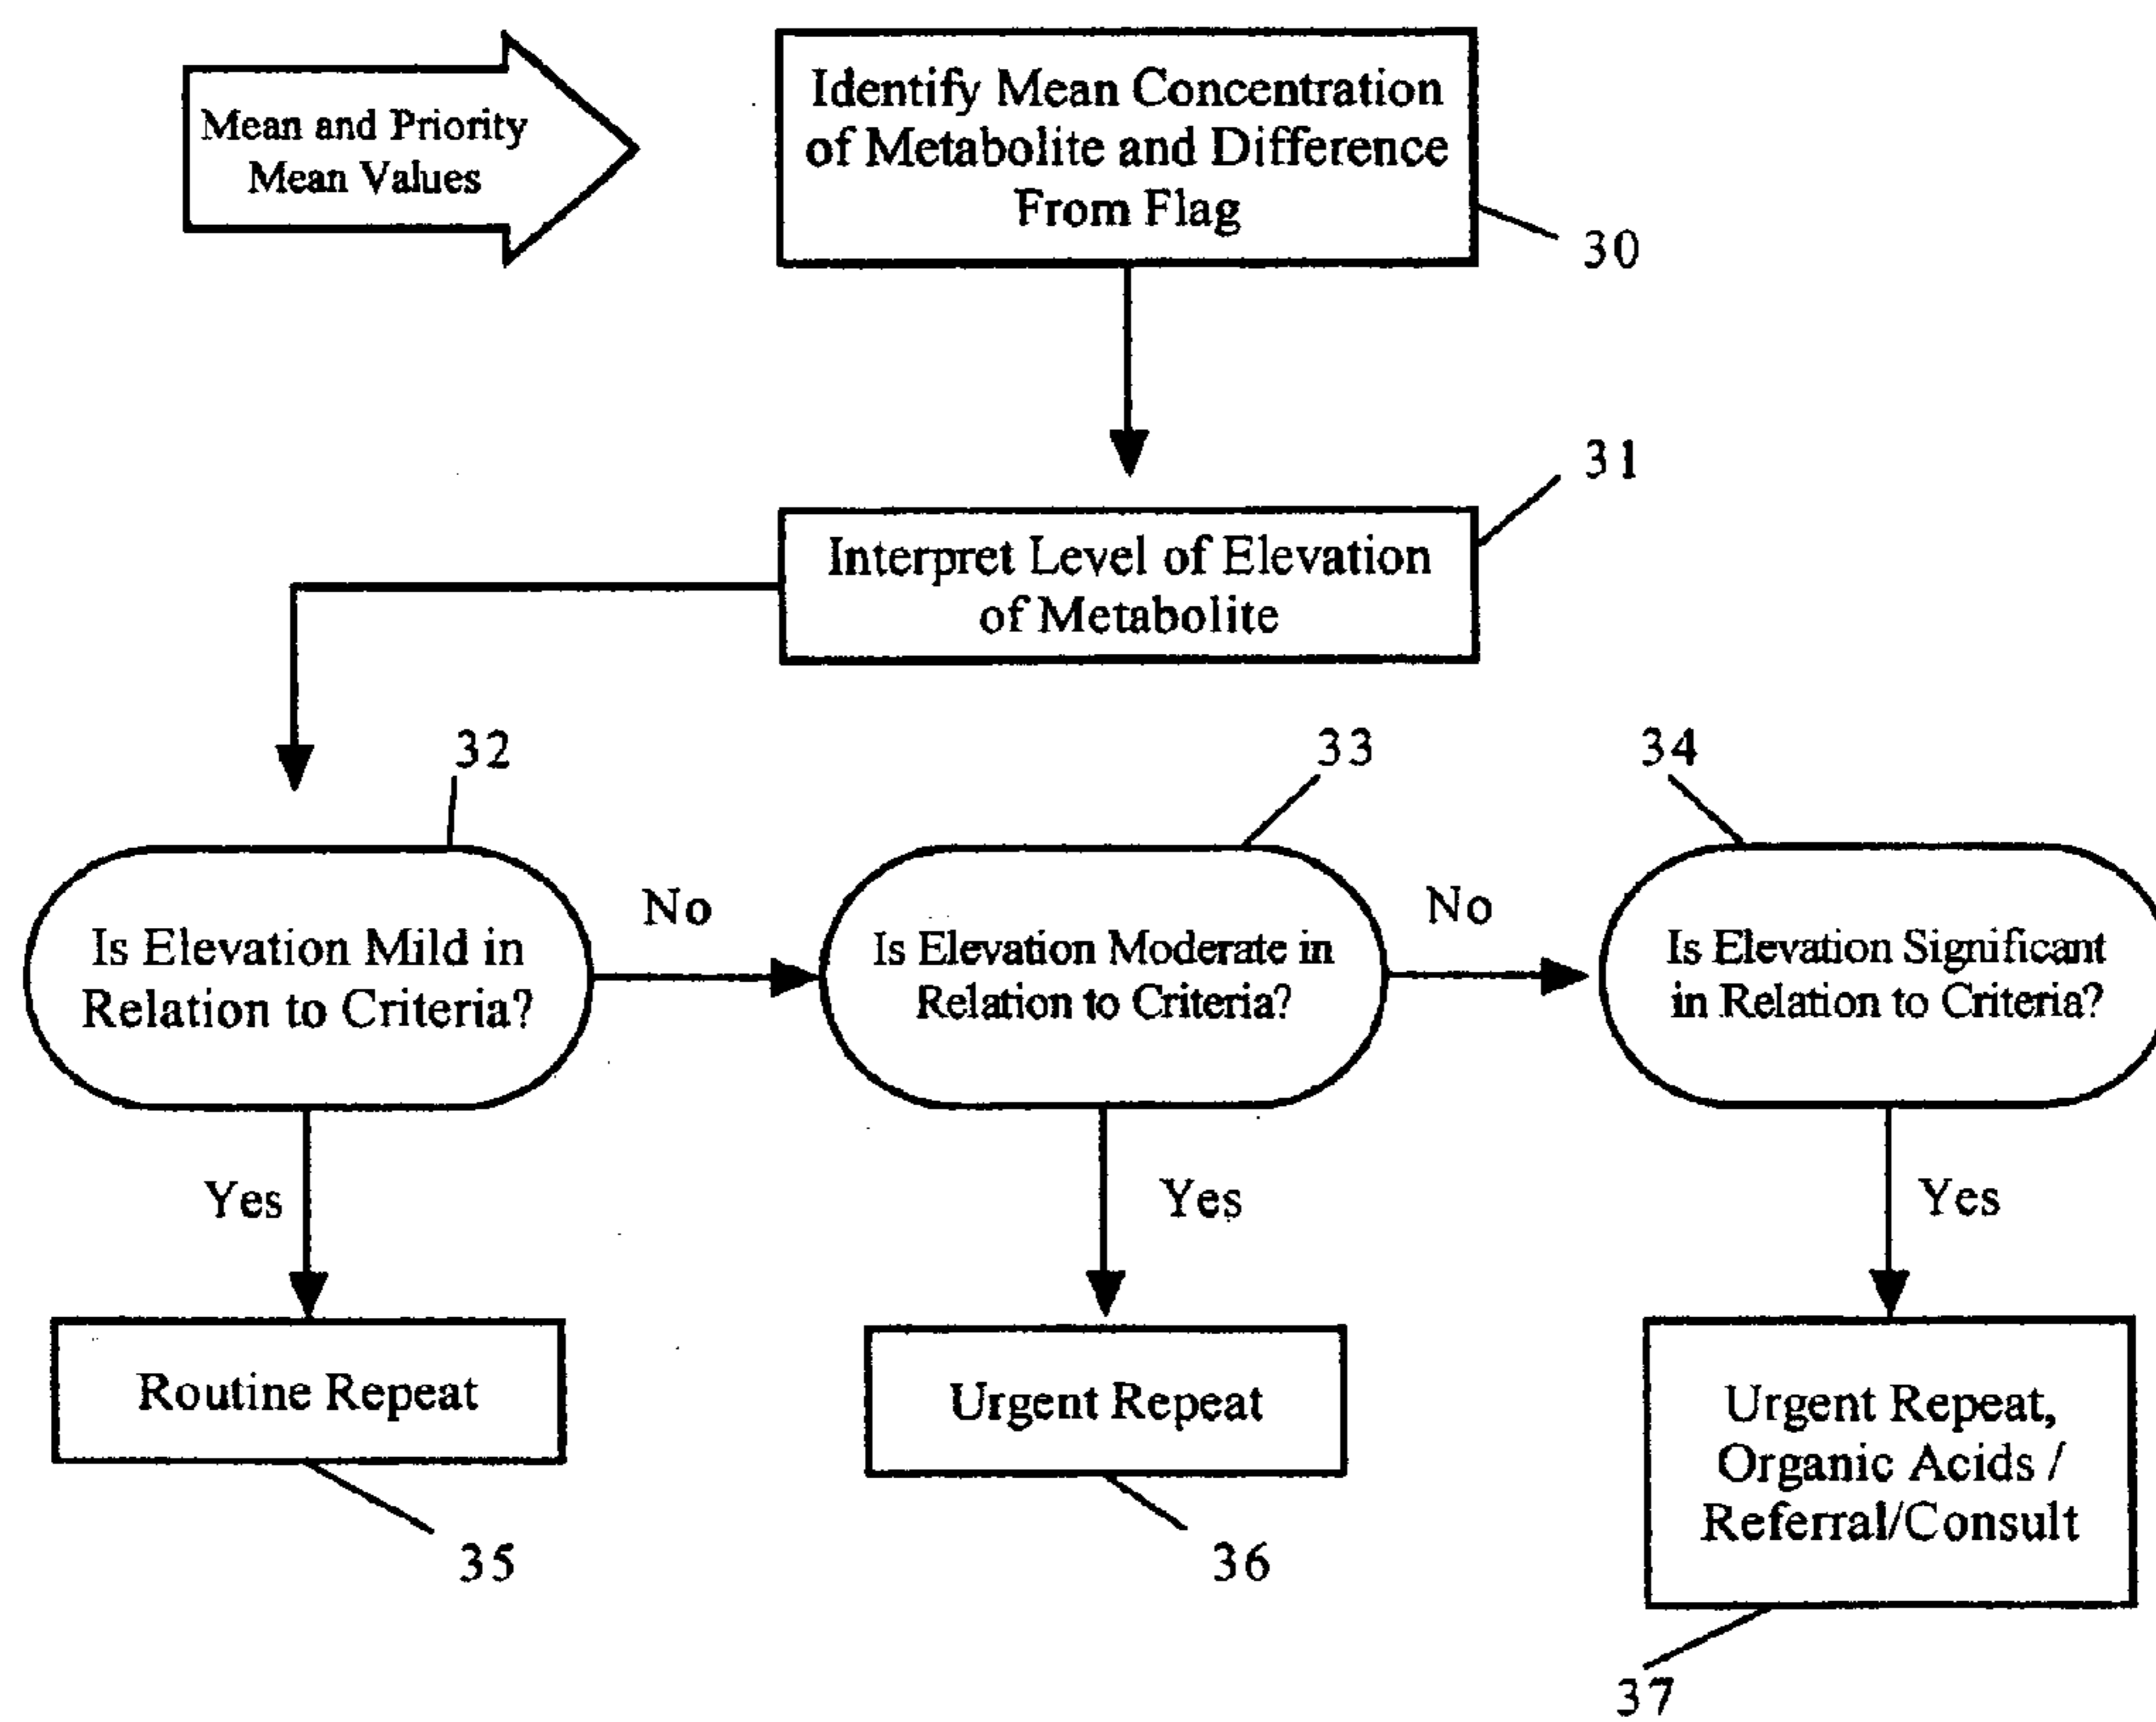 Mean and Priority
Mean Values
Identify Mean Concentration
of Metabolite and Difference
From Flag
30
31
Interpret Level of Elevation
of Metabolite
32
33
34
Is Elevation Mild in
Relation to Criteria?
No
Is Elevation Moderate in
Relation to Criteria?
No
Is Elevation Significant
in Relation to Criteria?
Yes
Yes
Yes
Routine Repeat
Urgent Repeat
Urgent Repeat,
Organic Acids /
Referral/Consult
35
36
37